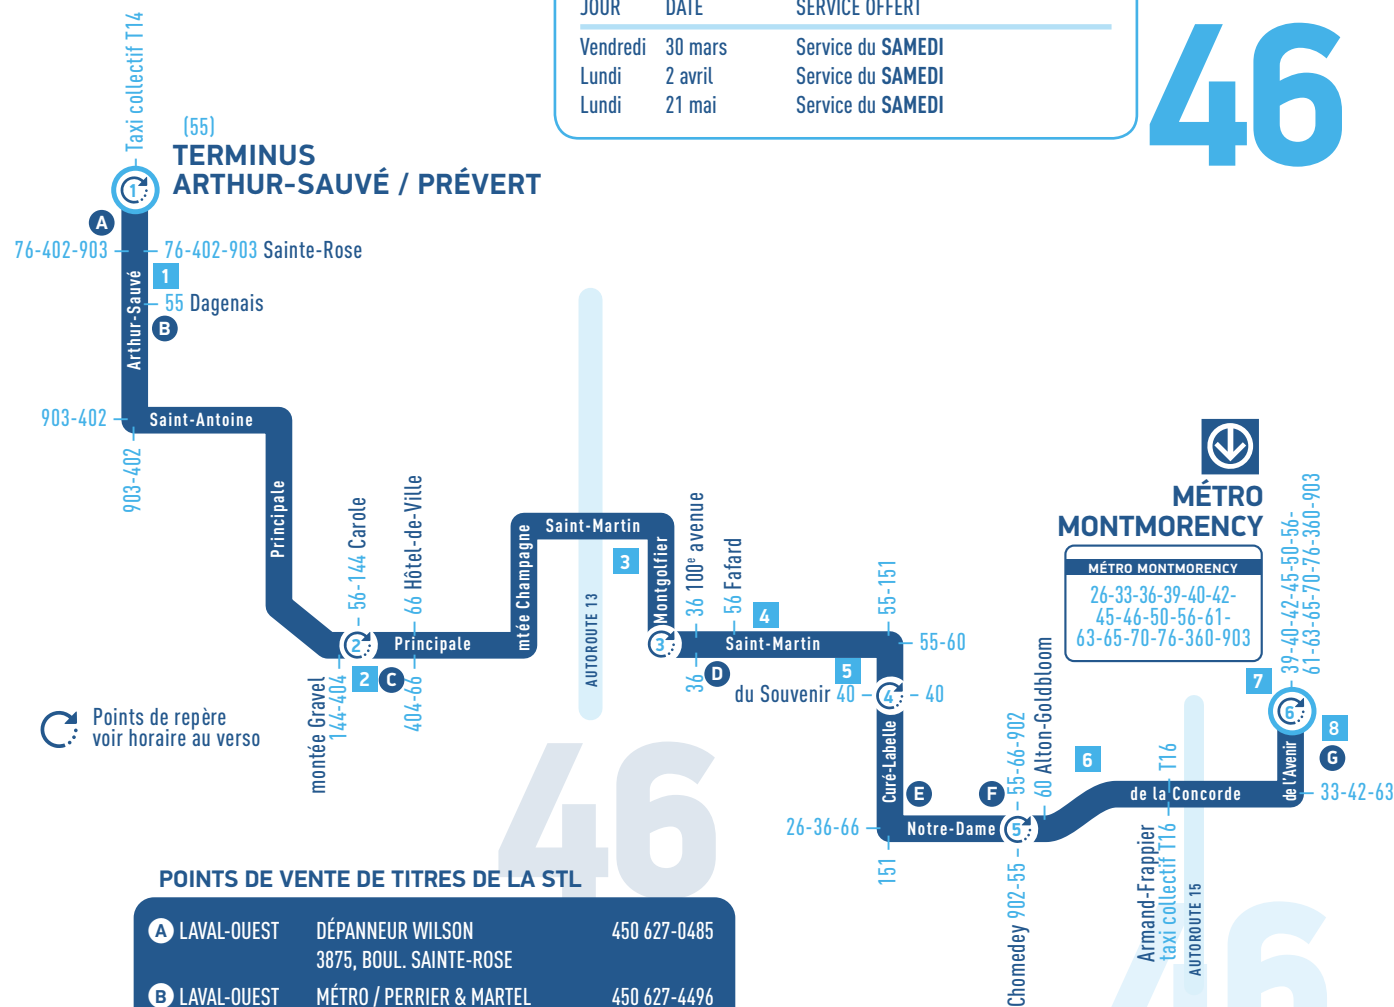 JOUR DATE SERVICE OFFERT
Vendredi 30 mars Service du SAMEDI
Lundi 2 avril Service du SAMEDI
Lundi 21 mai Service du SAMEDI
46
Taxi collectif T14
(55)
TERMINUS
ARTHUR-SAUVÉ / PRÉVERT
1
A
76-402-903
76-402-903 Sainte-Rose
1
Arthur-Sauvé
55 Dagenais
B
903-402
Saint-Antoine
903-402
Principale
56-144 Carole
66 Hôtel-de-Ville
2
Principale
2
C
montée Gravel
144-404
404-66
mtée Champagne
Saint-Martin
3
AUTOROUTE 13
Montgolfier
3
36 100e avenue
56 Fafard
4
Saint-Martin
36
D
5
55-151
55-60
du Souvenir 40
4
40
Curé-Labelle
E
F
26-36-66
Notre-Dame
5
151
55-66-902
60 Alton-Goldbloom
Chomedey 902-55
6
de la Concorde
T16
Armand-Frappier
taxi collectif T16
AUTOROUTE 15
MÉTRO
MONTMORENCY
MÉTRO MONTMORENCY
26-33-36-39-40-42-
45-46-50-56-61-
63-65-70-76-360-903
39-40-42-45-50-56-
61-63-65-70-76-360-903
7
6
8
G
de l'Avenir
33-42-63
Points de repère
voir horaire au verso
46
46
POINTS DE VENTE DE TITRES DE LA STL
A LAVAL-OUEST DÉPANNEUR WILSON 450 627-0485
3875, BOUL. SAINTE-ROSE
B LAVAL-OUEST MÉTRO / PERRIER & MARTEL 450 627-4496